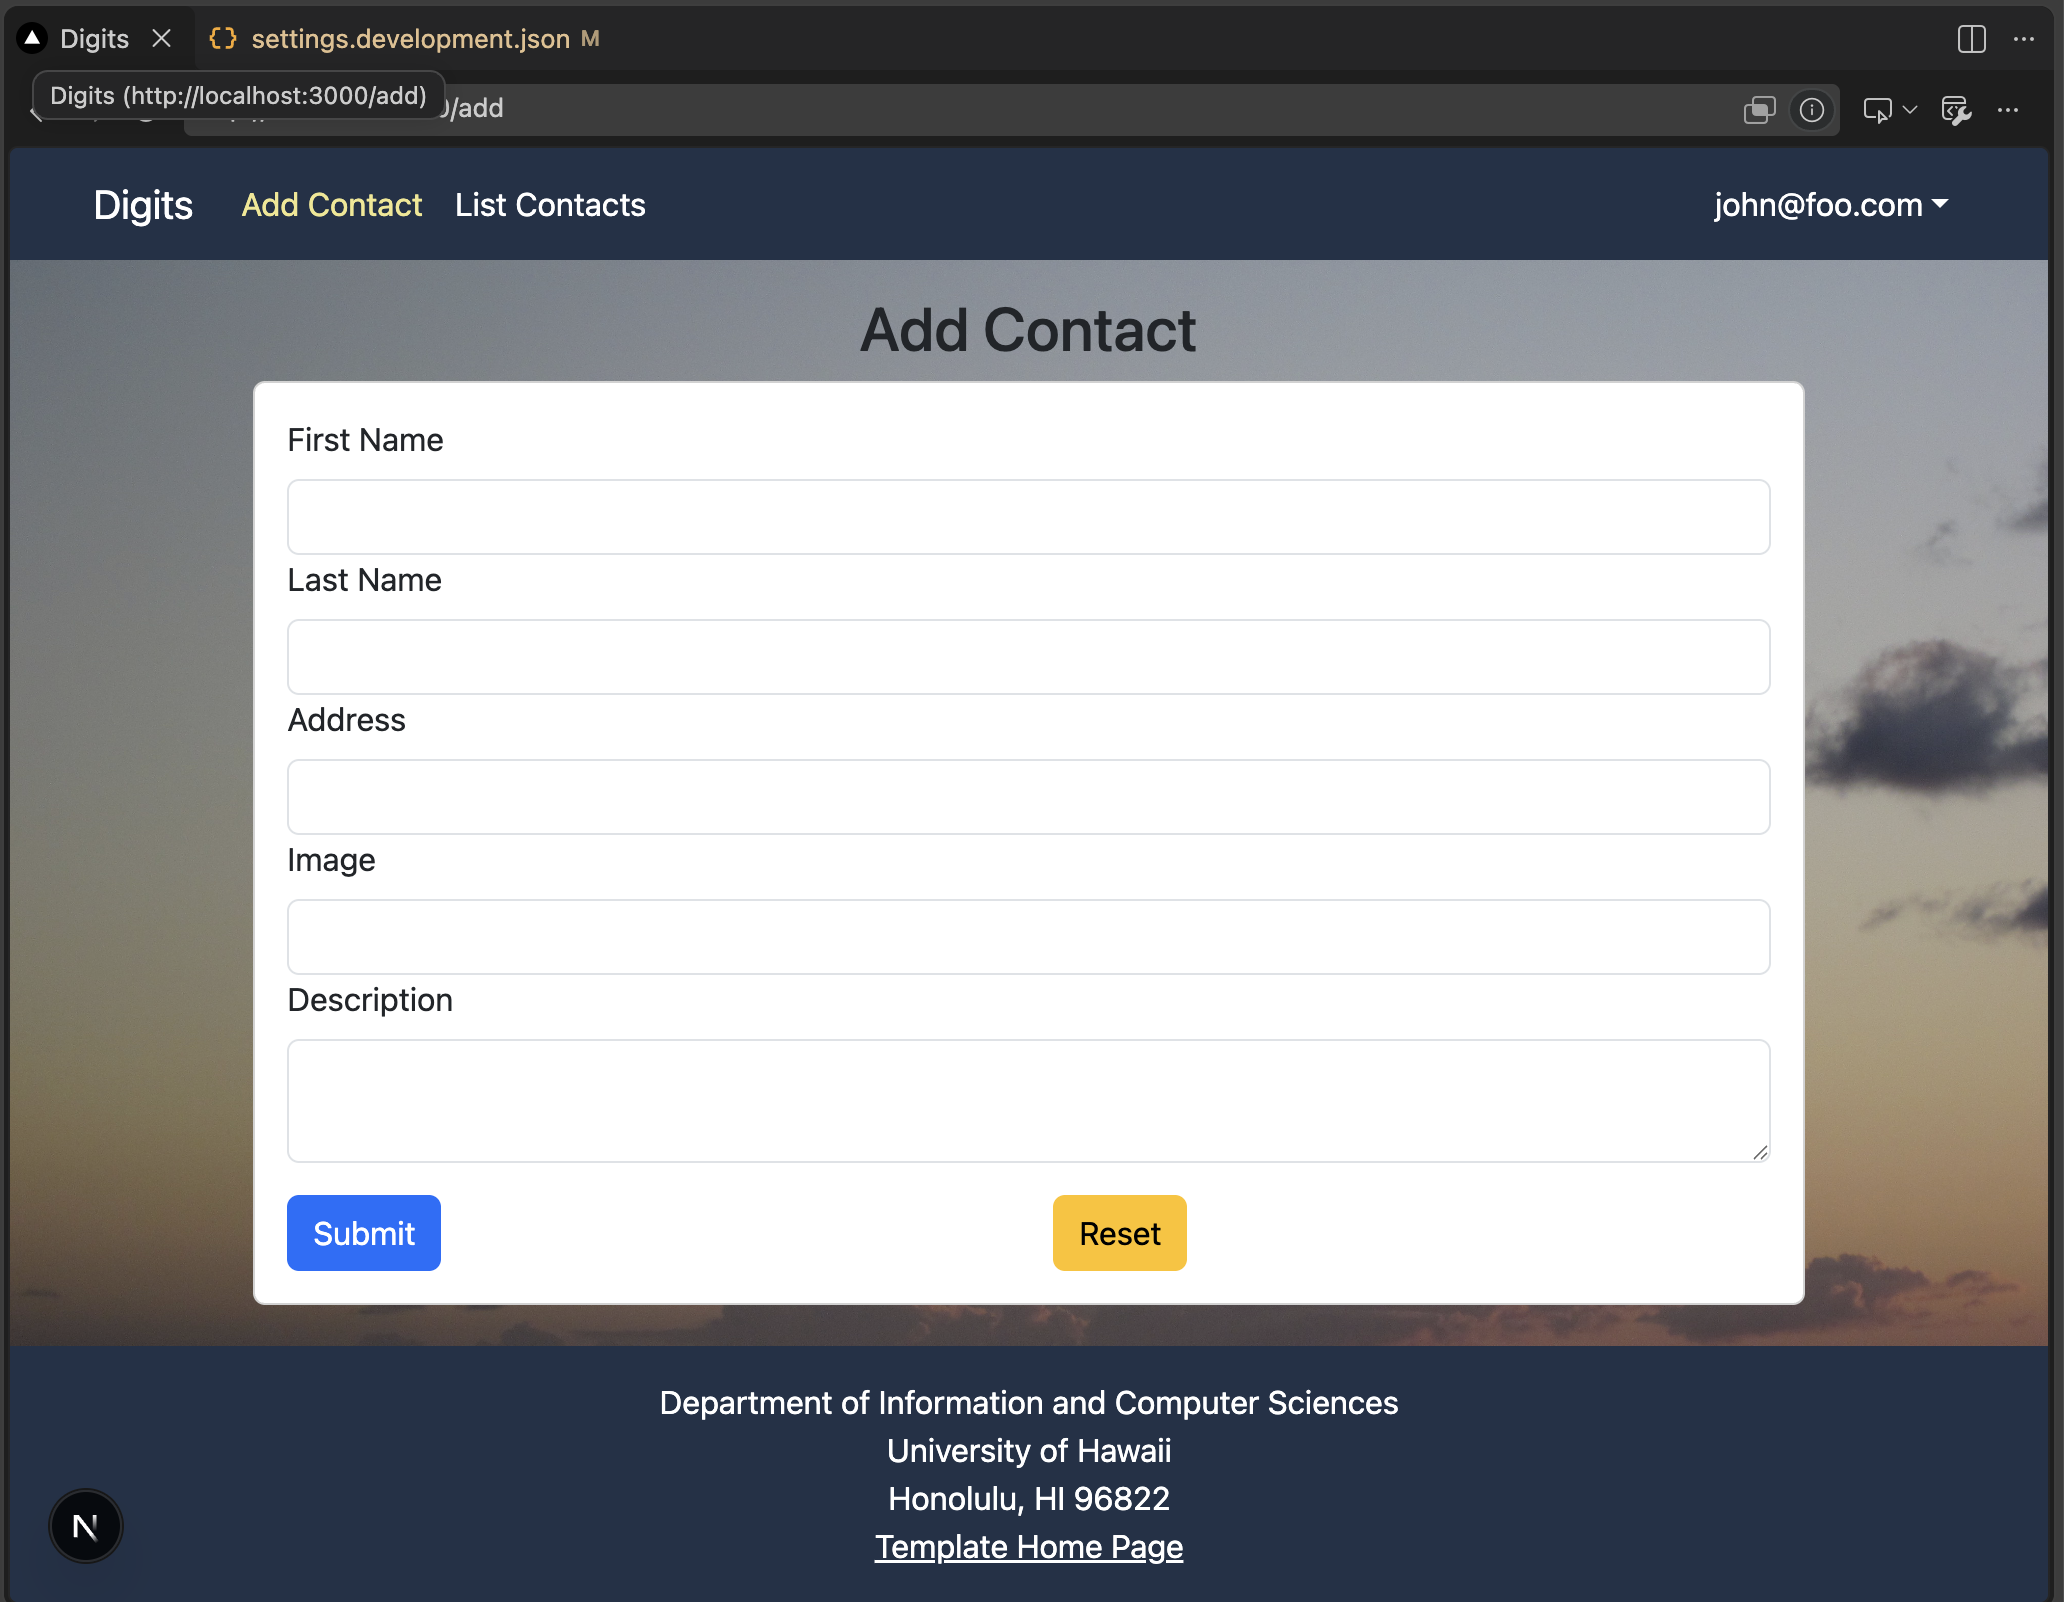 Digits
settings.development.json M
Digits (http://localhost:3000/add)
/add
Digits Add Contact List Contacts john@foo.com
Add Contact
First Name
Last Name
Address
Image
Description
Submit Reset
Department of Information and Computer Sciences
University of Hawaii
Honolulu, HI 96822
Template Home Page
N